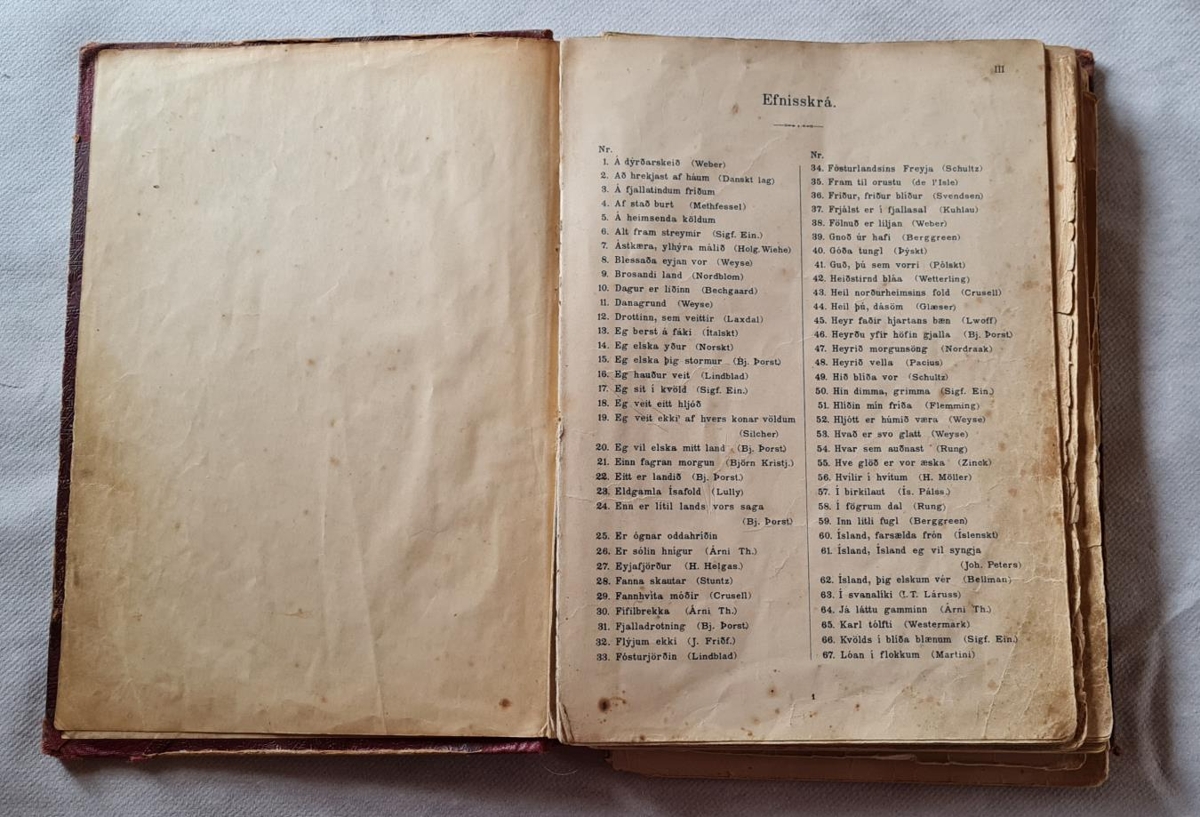 III
Efnisskrá.
Nr.
1. Á dýrðarskeið (Weber)
2. Að hrekjast af háum (Danskt lag)
3. Á fjallatindum fríðum
4. Af stað burt (Methfessel)
5. Á heimsenda köldum
6. Alt fram streymir (Sigf. Ein.)
7. Ástkæra, ylhýra málið (Holg. Wiehe)
8. Blessaða eyjan vor (Weyse)
9. Brosandi land (Nordblom)
10. Dagur er liðinn (Bechgaard)
11. Danagrund (Weyse)
12. Drottinn, sem veittir (Laxdal)
13. Eg berst á fáki (Ítalskt)
14. Eg elska yður (Norskt)
15. Eg elska þig stormur (Bj. Þorst)
16. Eg hauður veit (Lindblad)
17. Eg sit í kvöld (Sigf. Ein.)
18. Eg veit eitt hljóð
19. Eg veit ekki af hvers konar völdum
(Silcher)
20. Eg vil elska mitt land (Bj. Þorst)
21. Einn fagran morgun (Björn Kristj.)
22. Eitt er landið (Bj. Þorst.)
23. Eldgamla Ísafold (Lully)
24. Enn er lítil lands vors saga
(Bj. Þorst)
25. Er ógnar oddahríðin
26. Er sólin hnígur (Árni Th.)
27. Eyjafjörður (H. Helgas.)
28. Fanna skautar (Stuntz)
29. Fannhvíta móðir (Crusell)
30. Fífilbrekka (Árni Th.)
31. Fjalladrotning (Bj. Þorst)
32. Flýjum ekki (J. Friðf.)
33. Fósturjörðin (Lindblad)
Nr.
34. Fósturlandsins Freyja (Schultz)
35. Fram til orustu (de l'Isle)
36. Friður, friður blíður (Svendsen)
37. Frjálst er í fjallasal (Kuhlau)
38. Fölnuð er liljan (Weber)
39. Gnoð úr hafi (Berggreen)
40. Góða tungl (Þýskt)
41. Guð, þú sem vorri (Pólskt)
42. Heiðstirnd bláa (Wetterling)
43. Heil norðurheimsins fold (Crusell)
44. Heil þú, dásöm (Glæser)
45. Heyr faðir hjartans bæn (Lwoff)
46. Heyrðu yfir höfin gjalla (Bj. Þorst)
47. Heyrið morgunsöng (Nordraak)
48. Heyrið vella (Pacius)
49. Hið blíða vor (Schultz)
50. Hin dimma, grimma (Sigf. Ein.)
51. Hlíðin mín fríða (Flemming)
52. Hljótt er húmið væra (Weyse)
53. Hvað er svo glatt (Weyse)
54. Hvar sem auðnast (Rung)
55. Hve glöð er vor æska (Zinck)
56. Hvílir í hvítum (H. Möller)
57. Í birkilaut (Ís. Páls.)
58. Í fögrum dal (Rung)
59. Inn litli fugl (Berggreen)
60. Ísland, farsælda frón (Íslenskt)
61. Ísland, Ísland eg vil syngja
(Joh. Peters)
62. Ísland, þig elskum vér (Bellman)
63. Í svanalíki (I. T. Láruss)
64. Já láttu gamminn (Árni Th.)
65. Karl tólfti (Westermark)
66. Kvölds í blíða blænum (Sigf. Ein.)
67. Lóan í flokkum (Martini)